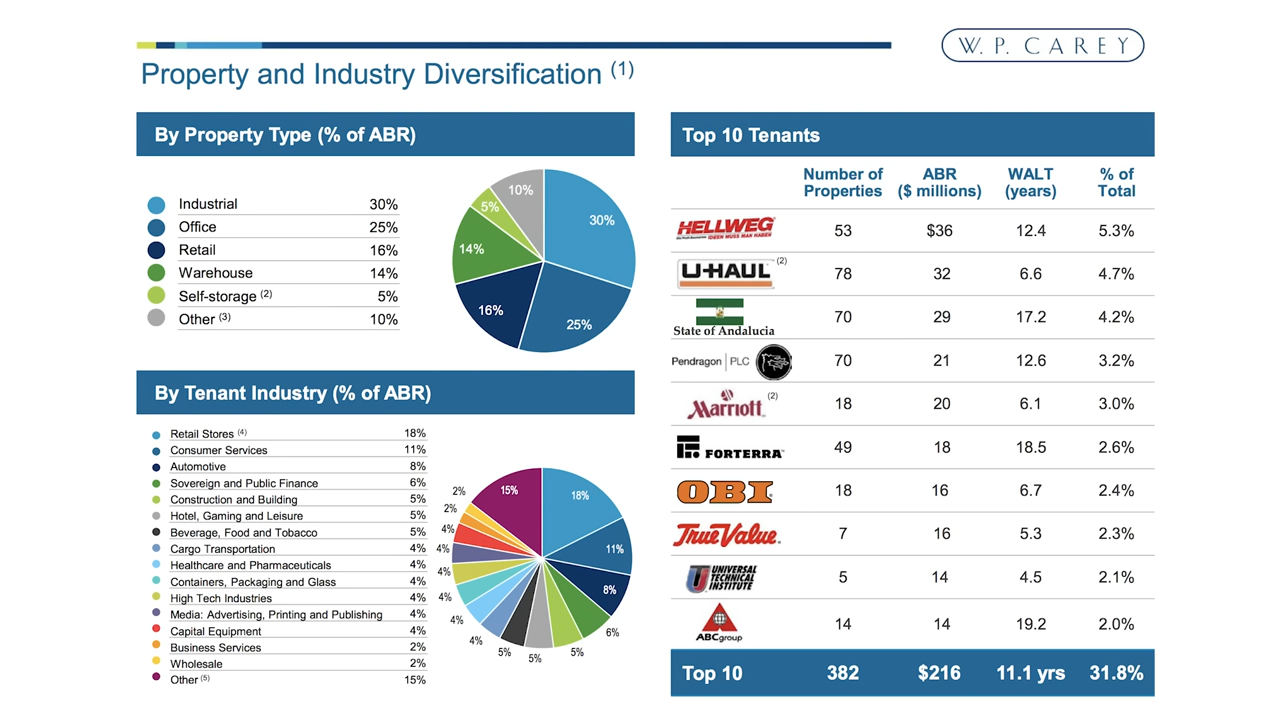 W. P. CAREY
Property and Industry Diversification (1)
By Property Type (% of ABR)
Industrial 30%
Office 25%
Retail 16%
Warehouse 14%
Self-storage (2) 5%
Other (3) 10%
30%
25%
16%
14%
5%
10%
By Tenant Industry (% of ABR)
Retail Stores (4) 18%
Consumer Services 11%
Automotive 8%
Sovereign and Public Finance 6%
Construction and Building 5%
Hotel, Gaming and Leisure 5%
Beverage, Food and Tobacco 5%
Cargo Transportation 4%
Healthcare and Pharmaceuticals 4%
Containers, Packaging and Glass 4%
High Tech Industries 4%
Media: Advertising, Printing and Publishing 4%
Capital Equipment 4%
Business Services 2%
Wholesale 2%
Other (5) 15%
18%
11%
8%
6%
5%
5%
5%
4%
4%
4%
4%
4%
4%
2%
2%
15%
Top 10 Tenants
Number of Properties ABR ($ millions) WALT (years) % of Total
HELLWEG 53 $36 12.4 5.3%
IDEEN MUSS MAN HABEN
U-HAUL (2) 78 32 6.6 4.7%
State of Andalucia 70 29 17.2 4.2%
Pendragon PLC 70 21 12.6 3.2%
Marriott (2) 18 20 6.1 3.0%
FORTERRA 49 18 18.5 2.6%
OBI 18 16 6.7 2.4%
True Value 7 16 5.3 2.3%
UNIVERSAL TECHNICAL INSTITUTE 5 14 4.5 2.1%
ABCgroup 14 14 19.2 2.0%
Top 10 382 $216 11.1 yrs 31.8%